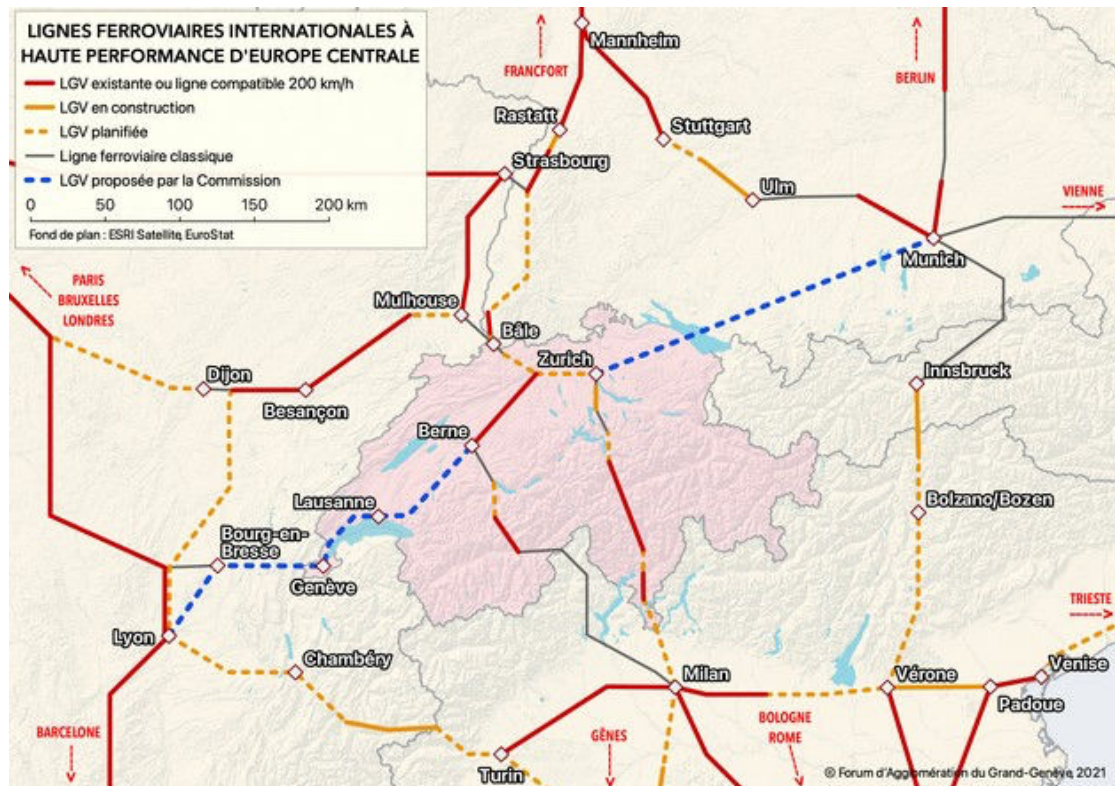 LIGNES FERROVIAIRES INTERNATIONALES À
HAUTE PERFORMANCE D'EUROPE CENTRALE
LGV existante ou ligne compatible 200 km/h
LGV en construction
LGV planifiée
Ligne ferroviaire classique
LGV proposée par la Commission
0 50 100 150 200 km
Fond de plan : ESRI Satellite, EuroStat
FRANCFORT
Mannheim
BERLIN
Rastatt
Stuttgart
Strasbourg
Ulm
VIENNE
Munich
PARIS
BRUXELLES
LONDRES
Mulhouse
Bâle
Zurich
Dijon
Besançon
Innsbruck
Berne
Lausanne
Bolzano/Bozen
Bourg-en-
Bresse
Genève
TRIESTE
Lyon
Chambéry
Milan
Vérone
Venise
Padoue
BARCELONE
Turin
GÊNES
BOLOGNE
ROME
© Forum d'Agglomération du Grand-Genève, 2021